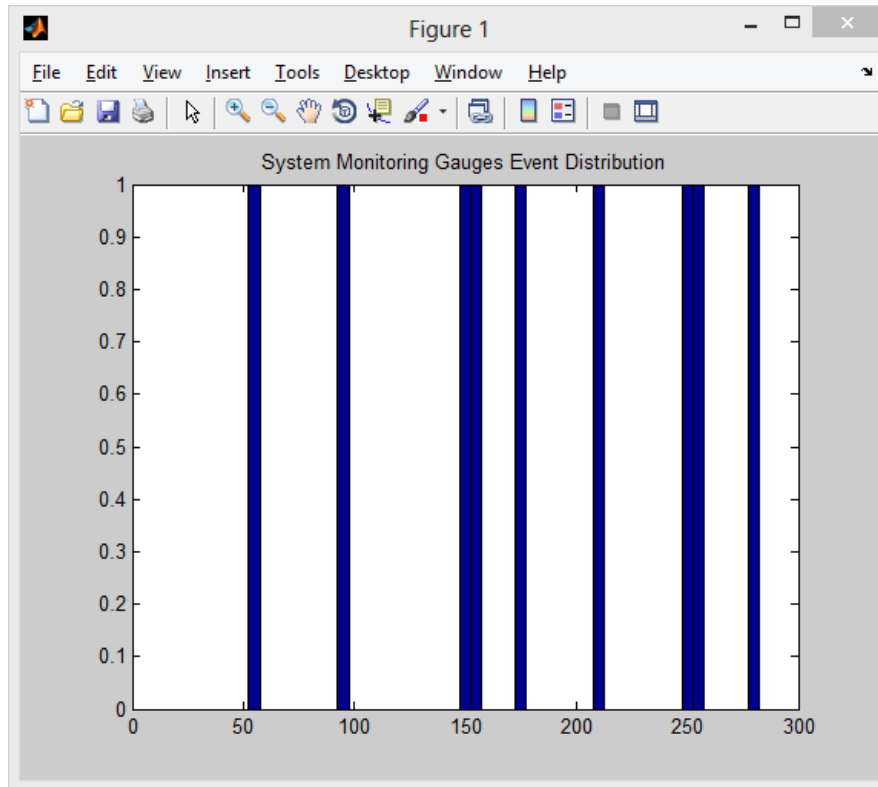 Figure 1
File Edit View Insert Tools Desktop Window Help
System Monitoring Gauges Event Distribution
1
0.9
0.8
0.7
0.6
0.5
0.4
0.3
0.2
0.1
0
0 50 100 150 200 250 300